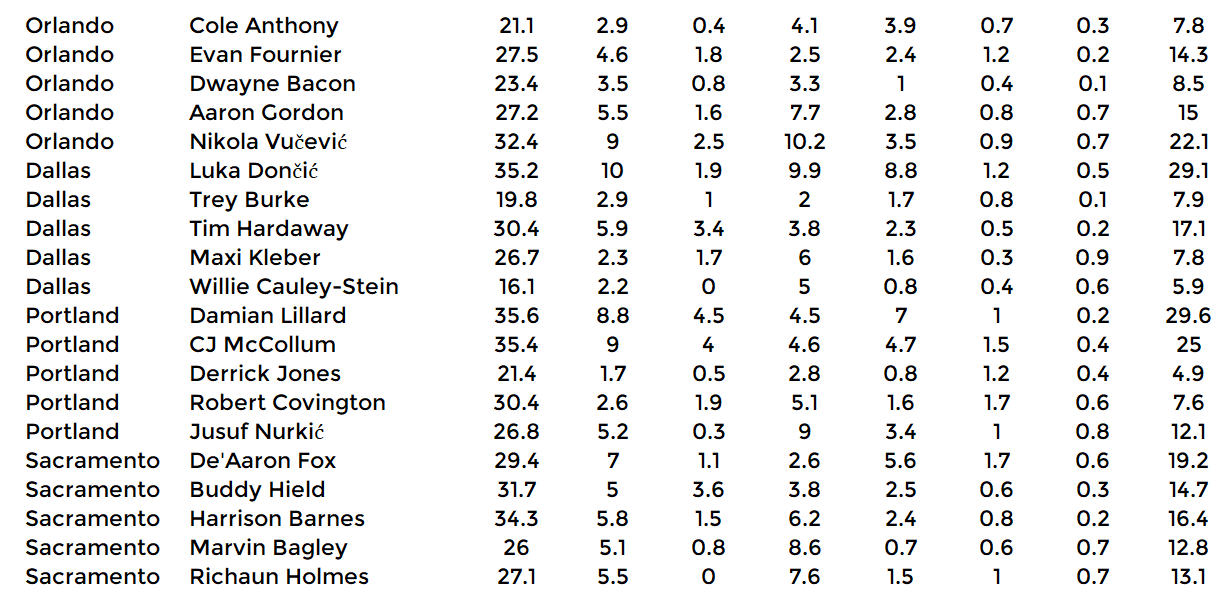 Orlando Cole Anthony 21.1 2.9 0.4 4.1 3.9 0.7 0.3 7.8
Orlando Evan Fournier 27.5 4.6 1.8 2.5 2.4 1.2 0.2 14.3
Orlando Dwayne Bacon 23.4 3.5 0.8 3.3 1 0.4 0.1 8.5
Orlando Aaron Gordon 27.2 5.5 1.6 7.7 2.8 0.8 0.7 15
Orlando Nikola Vučević 32.4 9 2.5 10.2 3.5 0.9 0.7 22.1
Dallas Luka Dončić 35.2 10 1.9 9.9 8.8 1.2 0.5 29.1
Dallas Trey Burke 19.8 2.9 1 2 1.7 0.8 0.1 7.9
Dallas Tim Hardaway 30.4 5.9 3.4 3.8 2.3 0.5 0.2 17.1
Dallas Maxi Kleber 26.7 2.3 1.7 6 1.6 0.3 0.9 7.8
Dallas Willie Cauley-Stein 16.1 2.2 0 5 0.8 0.4 0.6 5.9
Portland Damian Lillard 35.6 8.8 4.5 4.5 7 1 0.2 29.6
Portland CJ McCollum 35.4 9 4 4.6 4.7 1.5 0.4 25
Portland Derrick Jones 21.4 1.7 0.5 2.8 0.8 1.2 0.4 4.9
Portland Robert Covington 30.4 2.6 1.9 5.1 1.6 1.7 0.6 7.6
Portland Jusuf Nurkić 26.8 5.2 0.3 9 3.4 1 0.8 12.1
Sacramento De'Aaron Fox 29.4 7 1.1 2.6 5.6 1.7 0.6 19.2
Sacramento Buddy Hield 31.7 5 3.6 3.8 2.5 0.6 0.3 14.7
Sacramento Harrison Barnes 34.3 5.8 1.5 6.2 2.4 0.8 0.2 16.4
Sacramento Marvin Bagley 26 5.1 0.8 8.6 0.7 0.6 0.7 12.8
Sacramento Richaun Holmes 27.1 5.5 0 7.6 1.5 1 0.7 13.1